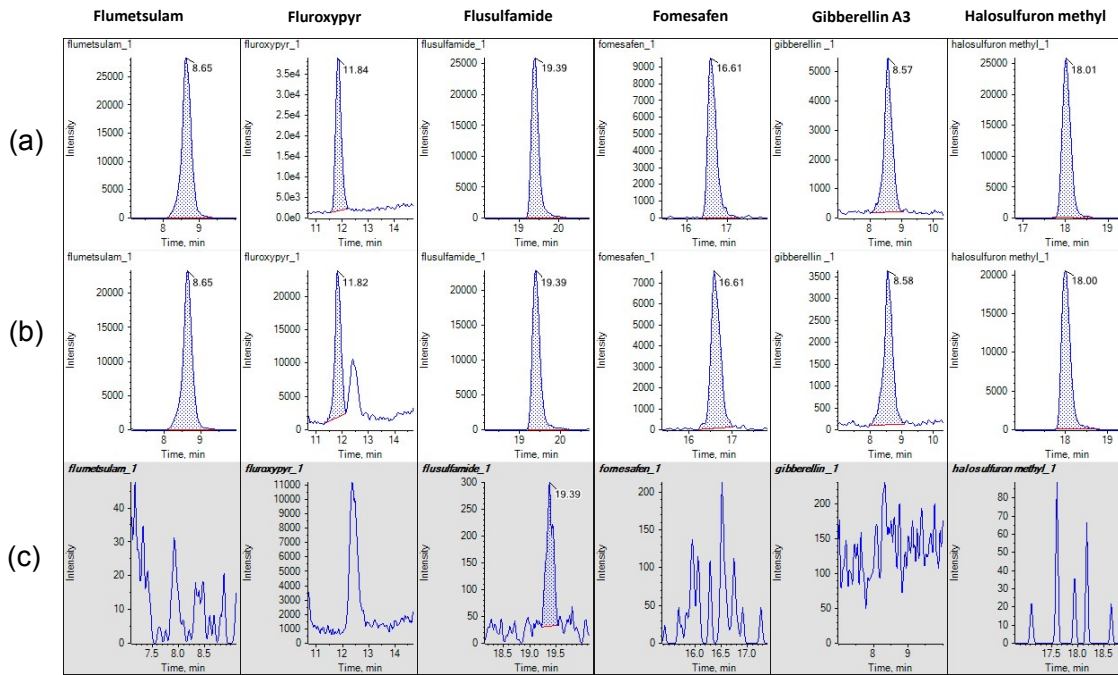 Flumetsulam Fluroxypyr Flusulfamide Fomesafen Gibberellin A3 Halosulfuron methyl
(a)
flumetsulam_1
8.65
25000
20000
15000
10000
5000
0
Intensity
8 9
Time, min
fluroxypyr_1
11.84
3.5e4
3.0e4
2.5e4
2.0e4
1.5e4
1.0e4
5.0e3
0.0e0
Intensity
11 12 13 14
Time, min
flusulfamide_1
19.39
25000
20000
15000
10000
5000
0
Intensity
19 20
Time, min
fomesafen_1
16.61
9000
8000
7000
6000
5000
4000
3000
2000
1000
0
Intensity
16 17
Time, min
gibberellin _1
8.57
5000
4000
3000
2000
1000
0
Intensity
7 8 9 10
Time, min
halosulfuron methyl_1
18.01
25000
20000
15000
10000
5000
0
Intensity
17 18 19
Time, min
(b)
flumetsulam_1
8.65
20000
15000
10000
5000
0
Intensity
8 9
Time, min
fluroxypyr_1
11.82
20000
15000
10000
5000
0
Intensity
11 12 13 14
Time, min
flusulfamide_1
19.39
20000
15000
10000
5000
0
Intensity
19 20
Time, min
fomesafen_1
16.61
7000
6000
5000
4000
3000
2000
1000
0
Intensity
16 17
Time, min
gibberellin _1
8.58
3500
3000
2500
2000
1500
1000
500
0
Intensity
7 8 9 10
Time, min
halosulfuron methyl_1
18.00
20000
15000
10000
5000
0
Intensity
17 18 19
Time, min
(c)
flumetsulam_1
40
30
20
10
0
Intensity
7.5 8.0 8.5
Time, min
fluroxypyr_1
11000
10000
9000
8000
7000
6000
5000
4000
3000
2000
1000
0
Intensity
11 12 13 14
Time, min
flusulfamide_1
19.39
300
250
200
150
100
50
0
Intensity
18.5 19.0 19.5
Time, min
fomesafen_1
200
150
100
50
0
Intensity
16.0 16.5 17.0
Time, min
gibberellin _1
200
150
100
50
0
Intensity
8 9
Time, min
halosulfuron methyl_1
80
70
60
50
40
30
20
10
0
Intensity
17.5 18.0 18.5
Time, min